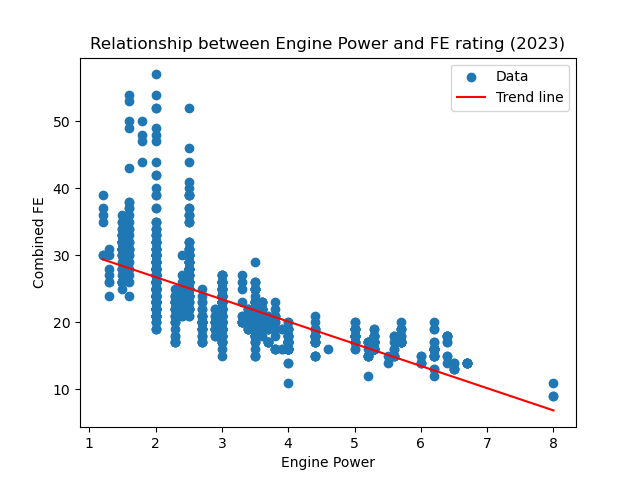 Relationship between Engine Power and FE rating (2023)
Data
Trend line
Combined FE
50
40
30
20
10
1 2 3 4 5 6 7 8
Engine Power